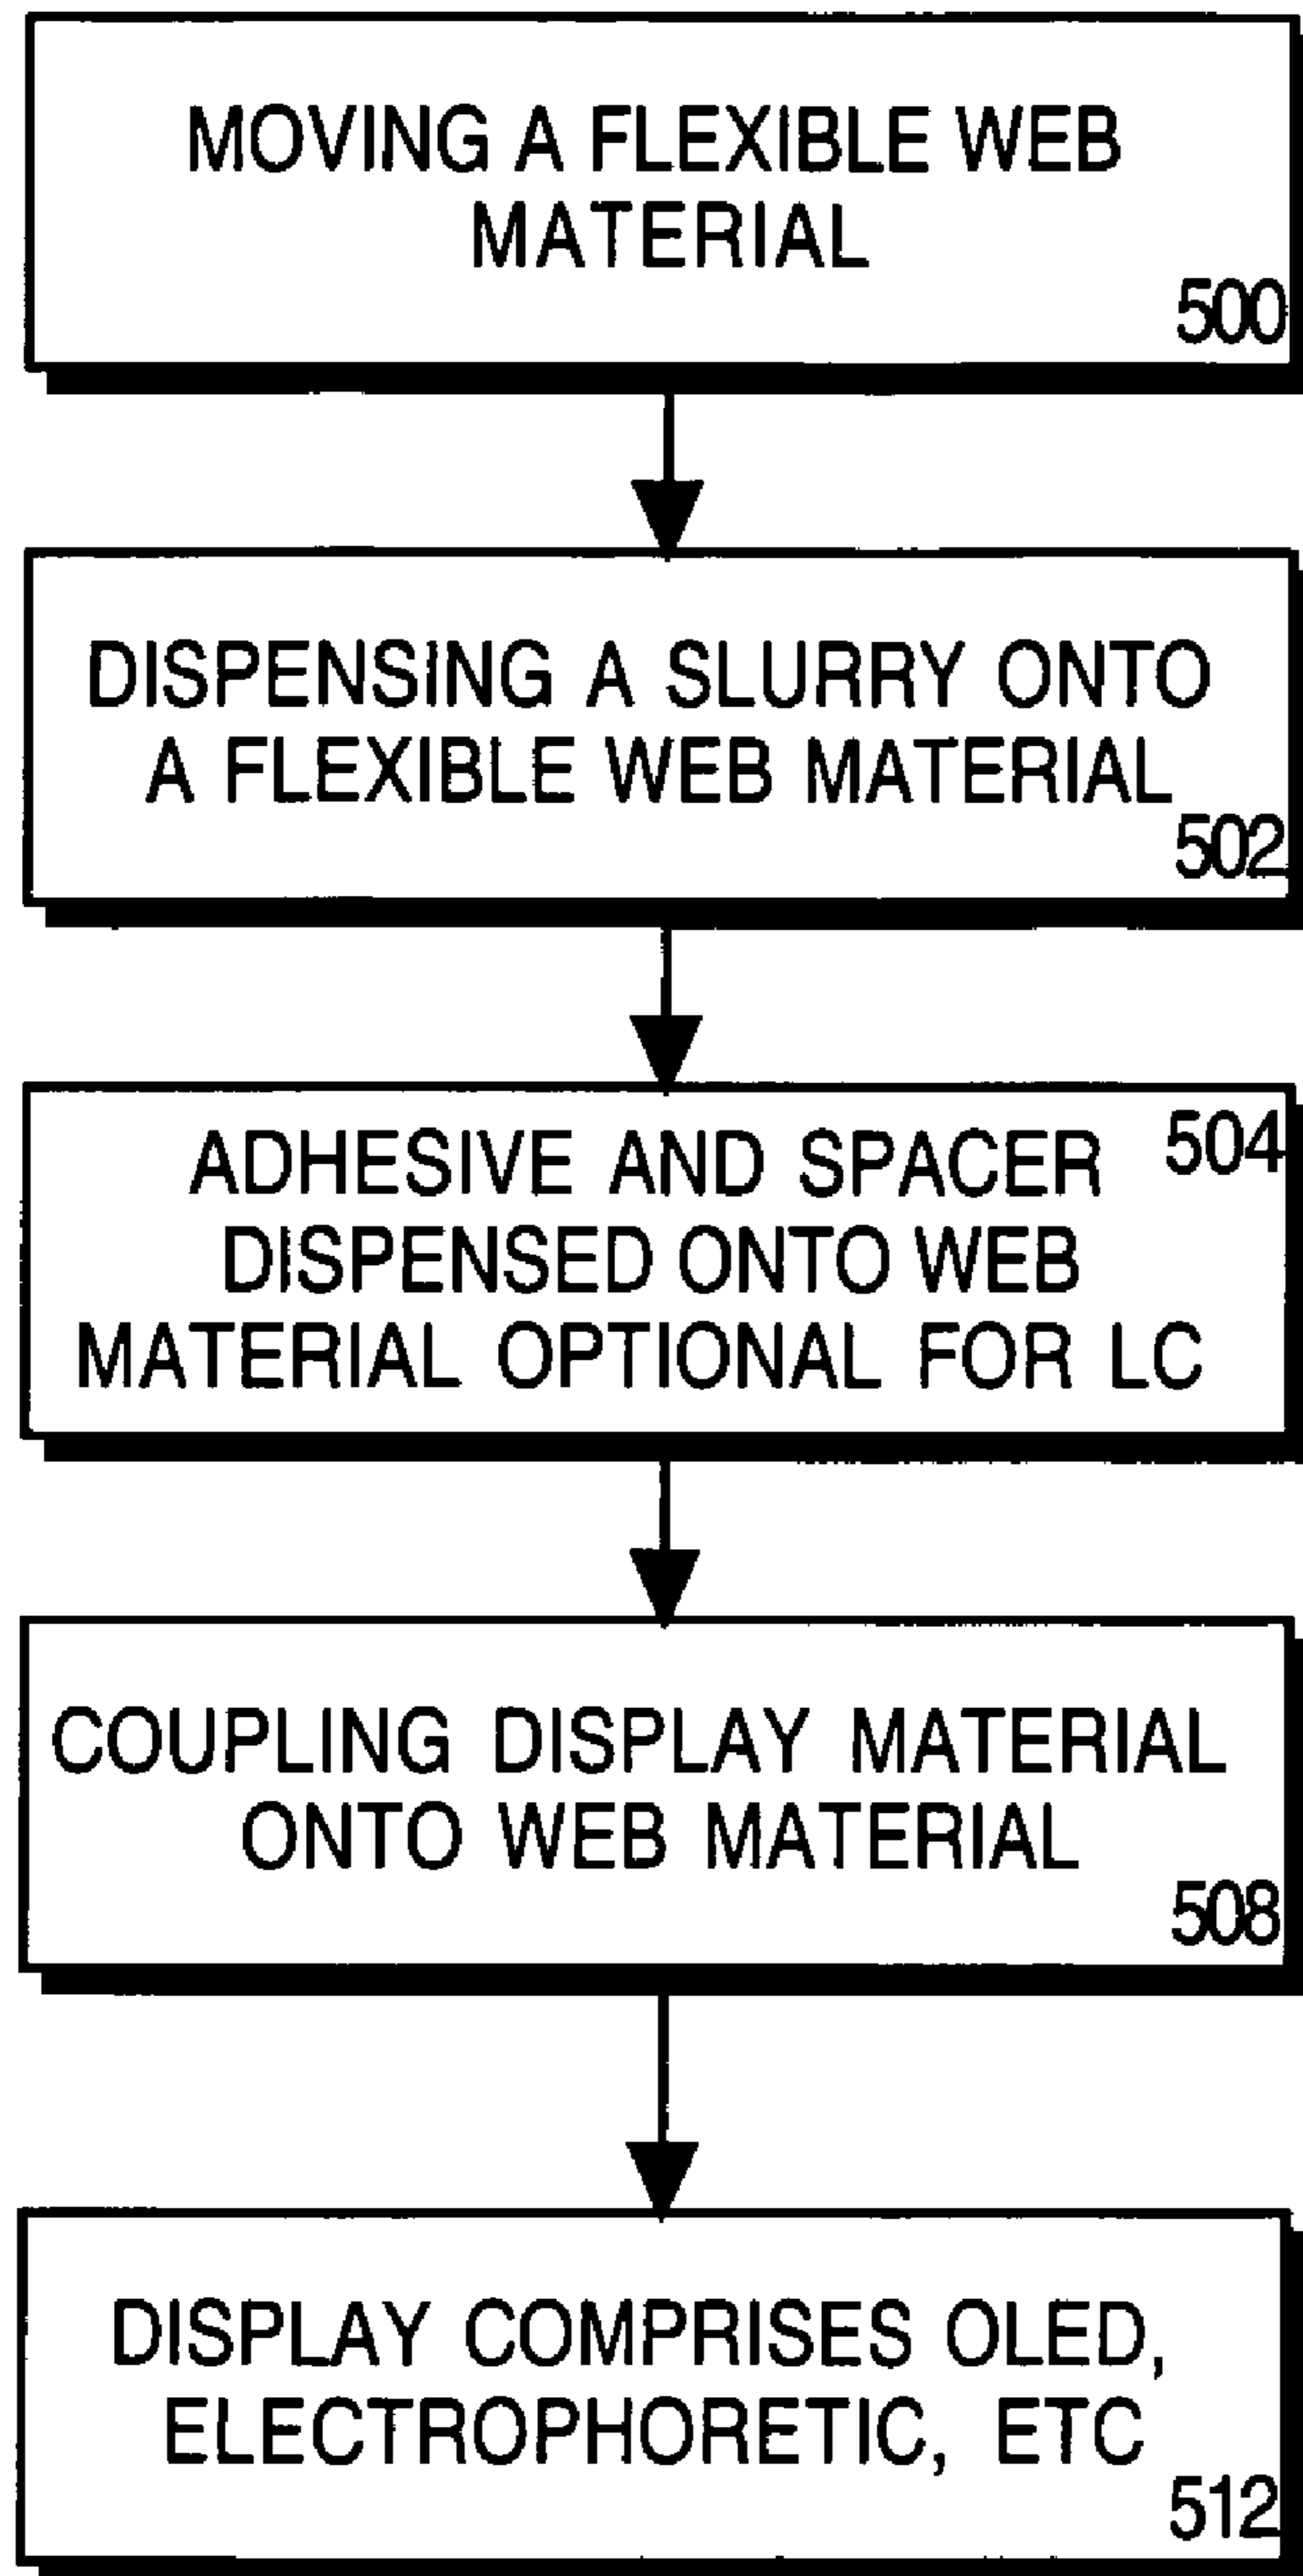 MOVING A FLEXIBLE WEB
MATERIAL
500
DISPENSING A SLURRY ONTO
A FLEXIBLE WEB MATERIAL
502
ADHESIVE AND SPACER 504
DISPENSED ONTO WEB
MATERIAL OPTIONAL FOR LC
COUPLING DISPLAY MATERIAL
ONTO WEB MATERIAL
508
DISPLAY COMPRISES OLED,
ELECTROPHORETIC, ETC
512